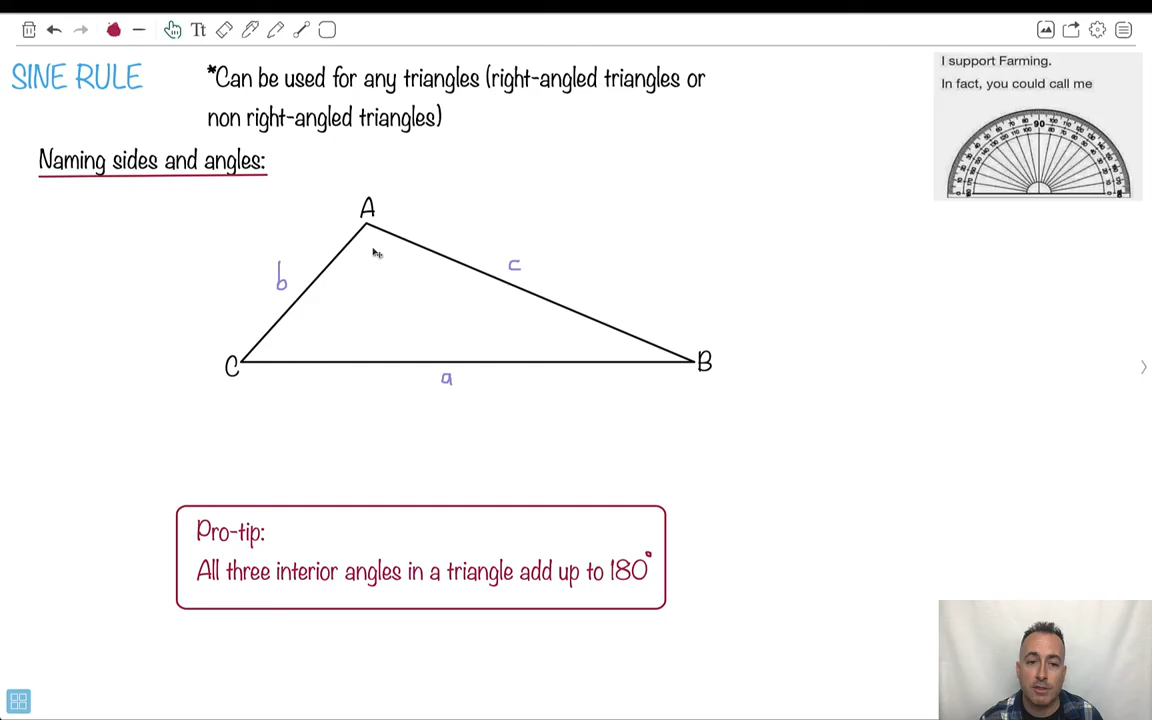 Tt
SINE RULE
*Can be used for any triangles (right-angled triangles or
non right-angled triangles)
Naming sides and angles:
I support Farming.
In fact, you could call me
90
A
b
c
C
B
a
Pro-tip:
All three interior angles in a triangle add up to 180°